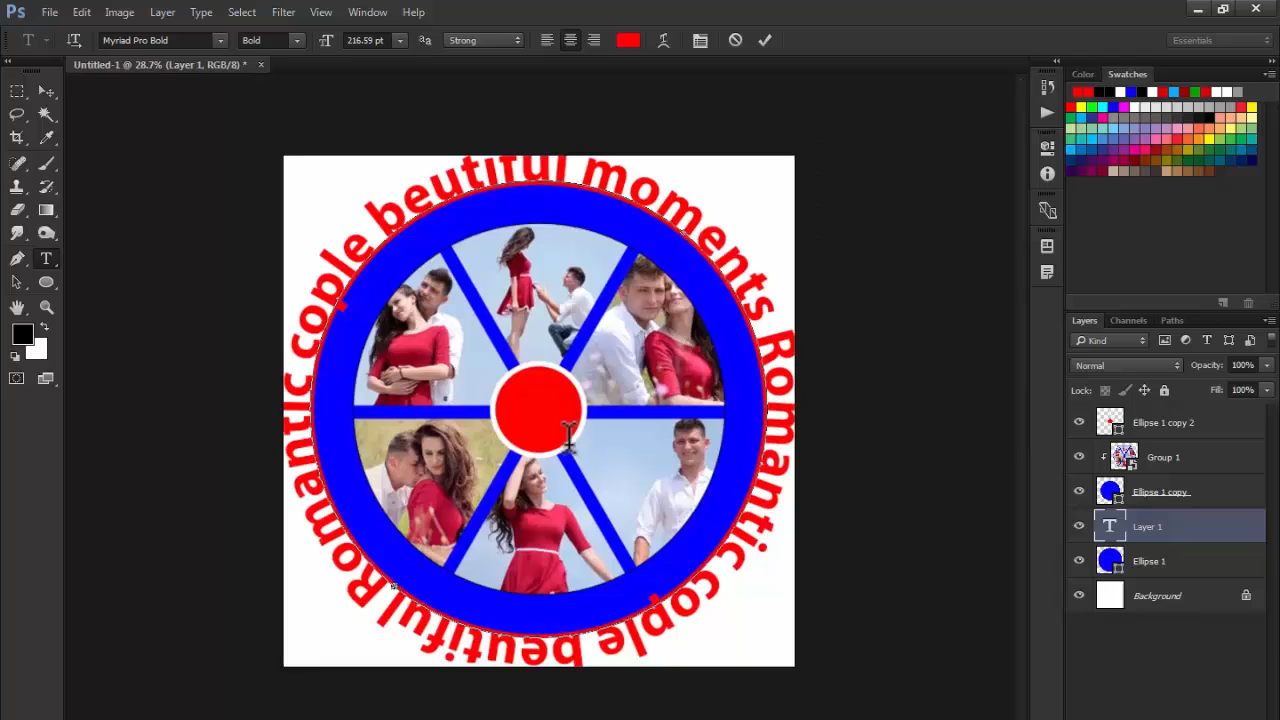 Ps File Edit Image Layer Type Select Filter View Window Help
T Myriad Pro Bold Bold 216.59 pt aa Strong Essentials
Untitled-1 @ 28.7% (Layer 1, RGB/8) * ×
Color Swatches
beutiful moments Romantic cople beutiful Romantic cople
Layers Channels Paths
Kind
Normal Opacity: 100%
Lock: Fill: 100%
Ellipse 1 copy 2
Group 1
Ellipse 1 copy
T Layer 1
Ellipse 1
Background